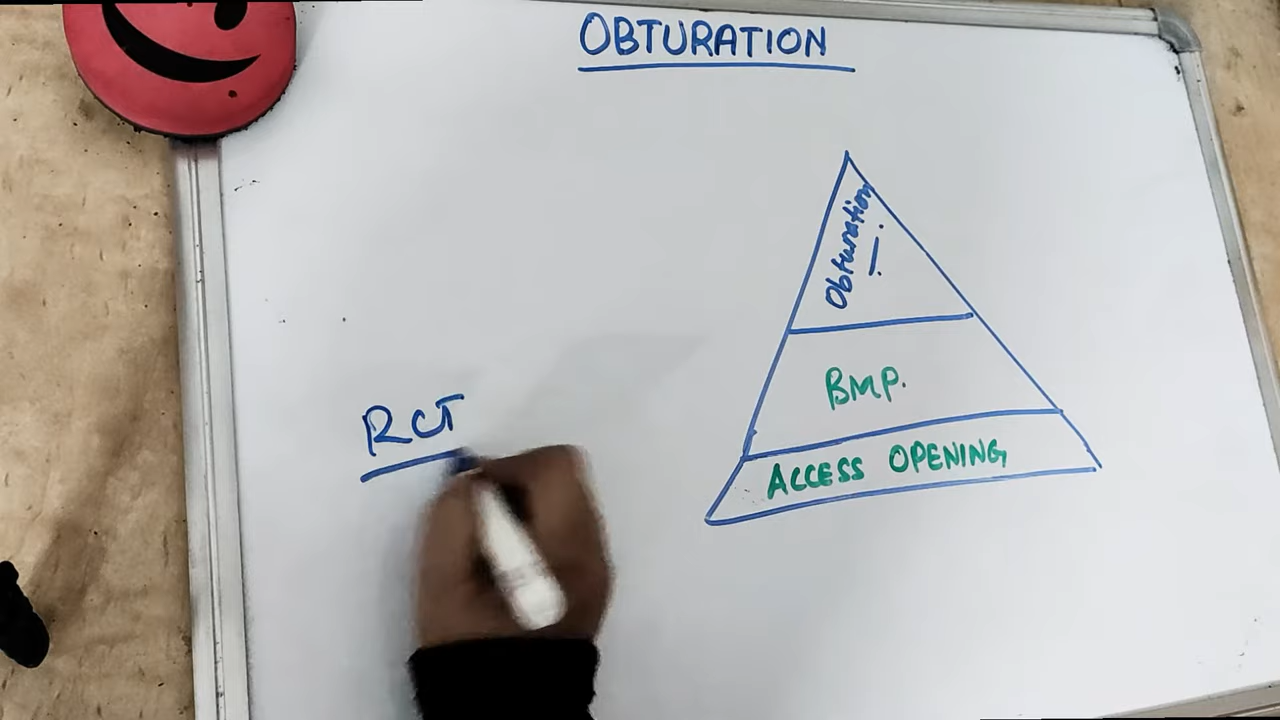 OBTURATION
Obturation
BMP.
ACCESS OPENING
RCT